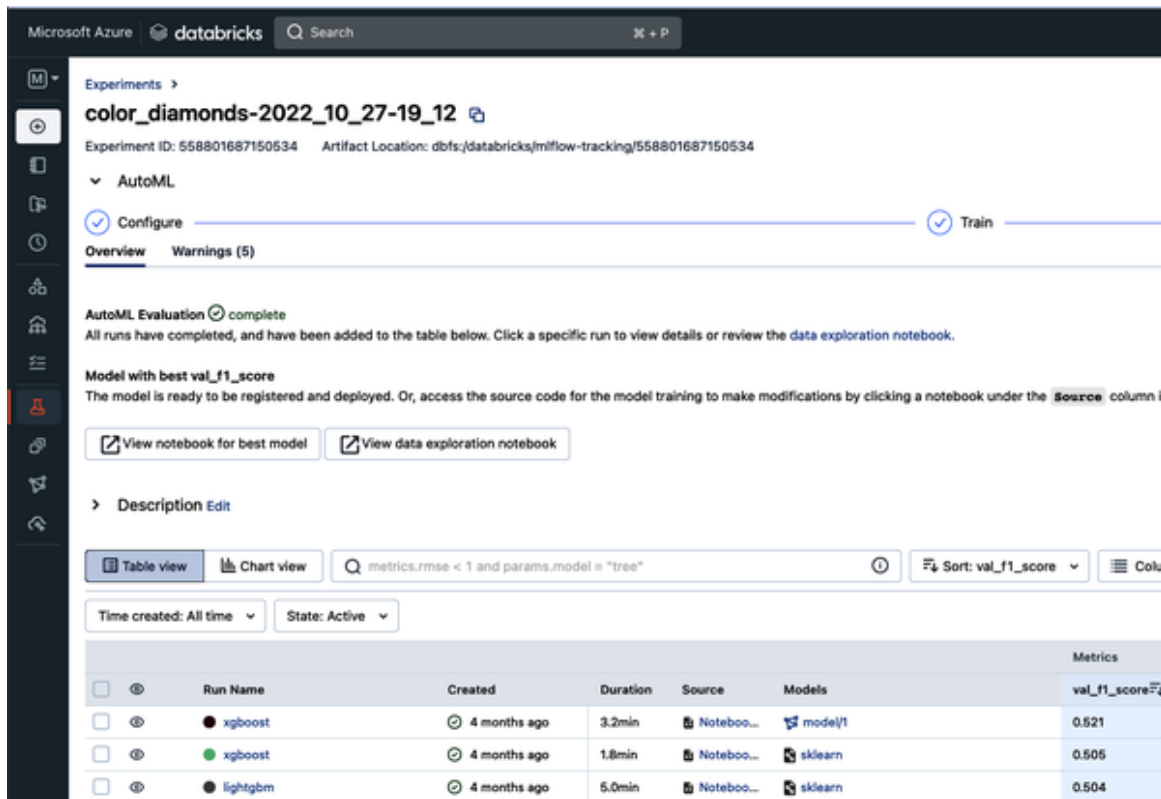 Microsoft Azure databricks Search ⌘ + P
M
Experiments >
color_diamonds-2022_10_27-19_12
Experiment ID: 558801687150534 Artifact Location: dbfs:/databricks/mlflow-tracking/558801687150534
AutoML
Configure Train
Overview Warnings (5)
AutoML Evaluation complete
All runs have completed, and have been added to the table below. Click a specific run to view details or review the data exploration notebook.
Model with best val_f1_score
The model is ready to be registered and deployed. Or, access the source code for the model training to make modifications by clicking a notebook under the Source column i
View notebook for best model View data exploration notebook
Description Edit
Table view Chart view metrics.rmse < 1 and params.model = "tree" Sort: val_f1_score Colu
Time created: All time State: Active
Metrics
Run Name Created Duration Source Models val_f1_score
xgboost 4 months ago 3.2min Noteboo... model/1 0.521
xgboost 4 months ago 1.8min Noteboo... sklearn 0.505
lightgbm 4 months ago 5.0min Noteboo... sklearn 0.504